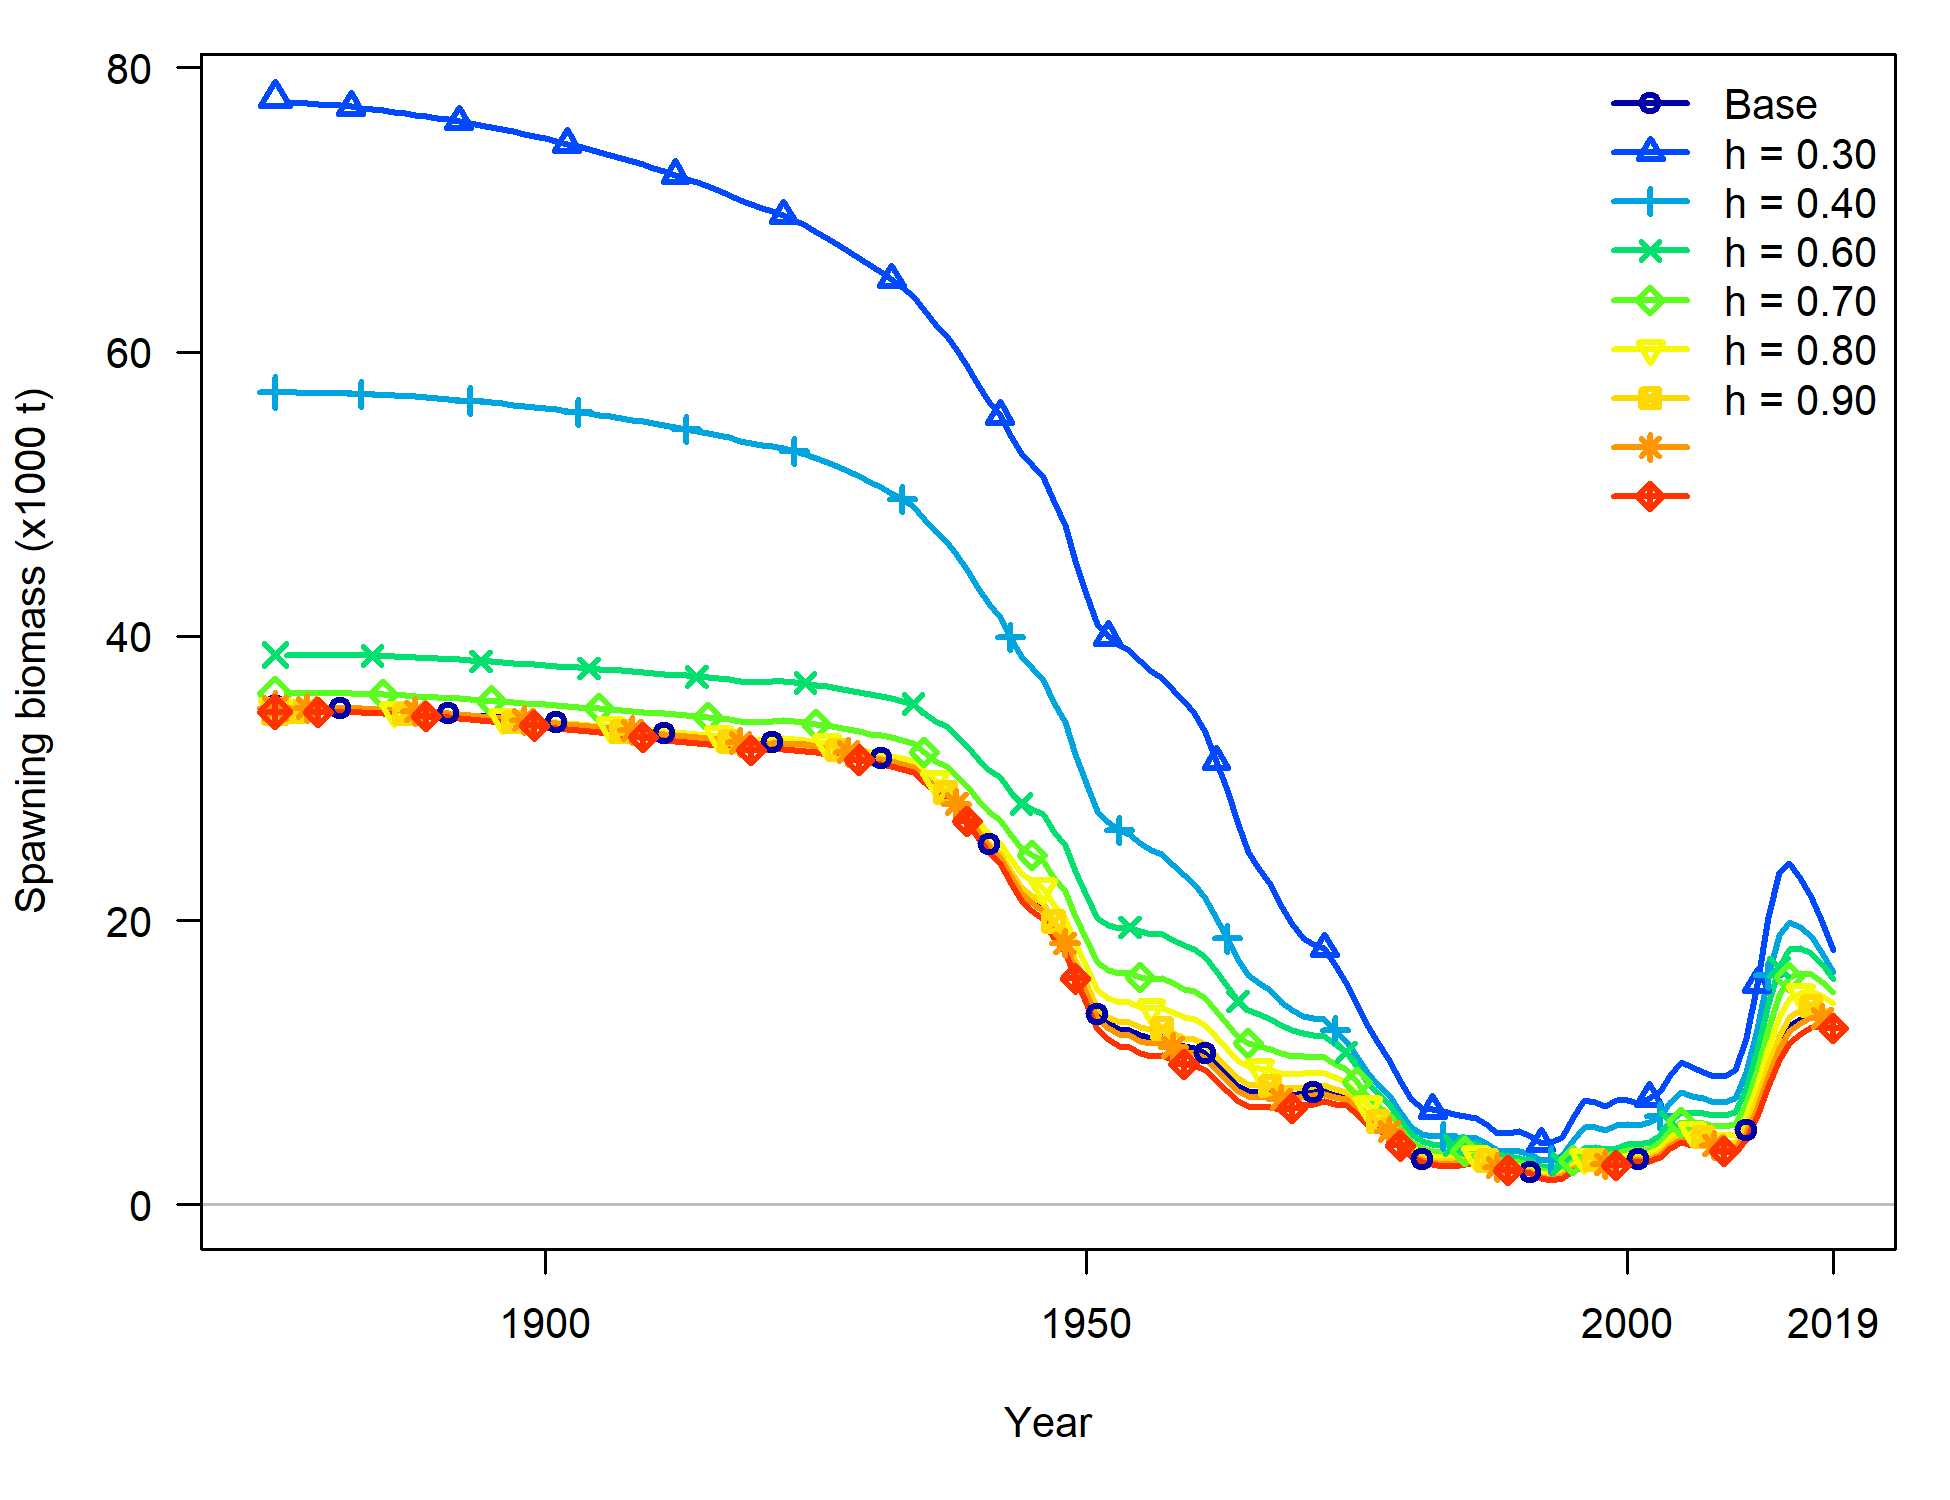 80
60
40
20
0
Spawning biomass (x1000 t)
Base
h = 0.30
h = 0.40
h = 0.60
h = 0.70
h = 0.80
h = 0.90
1900
1950
2000
2019
Year